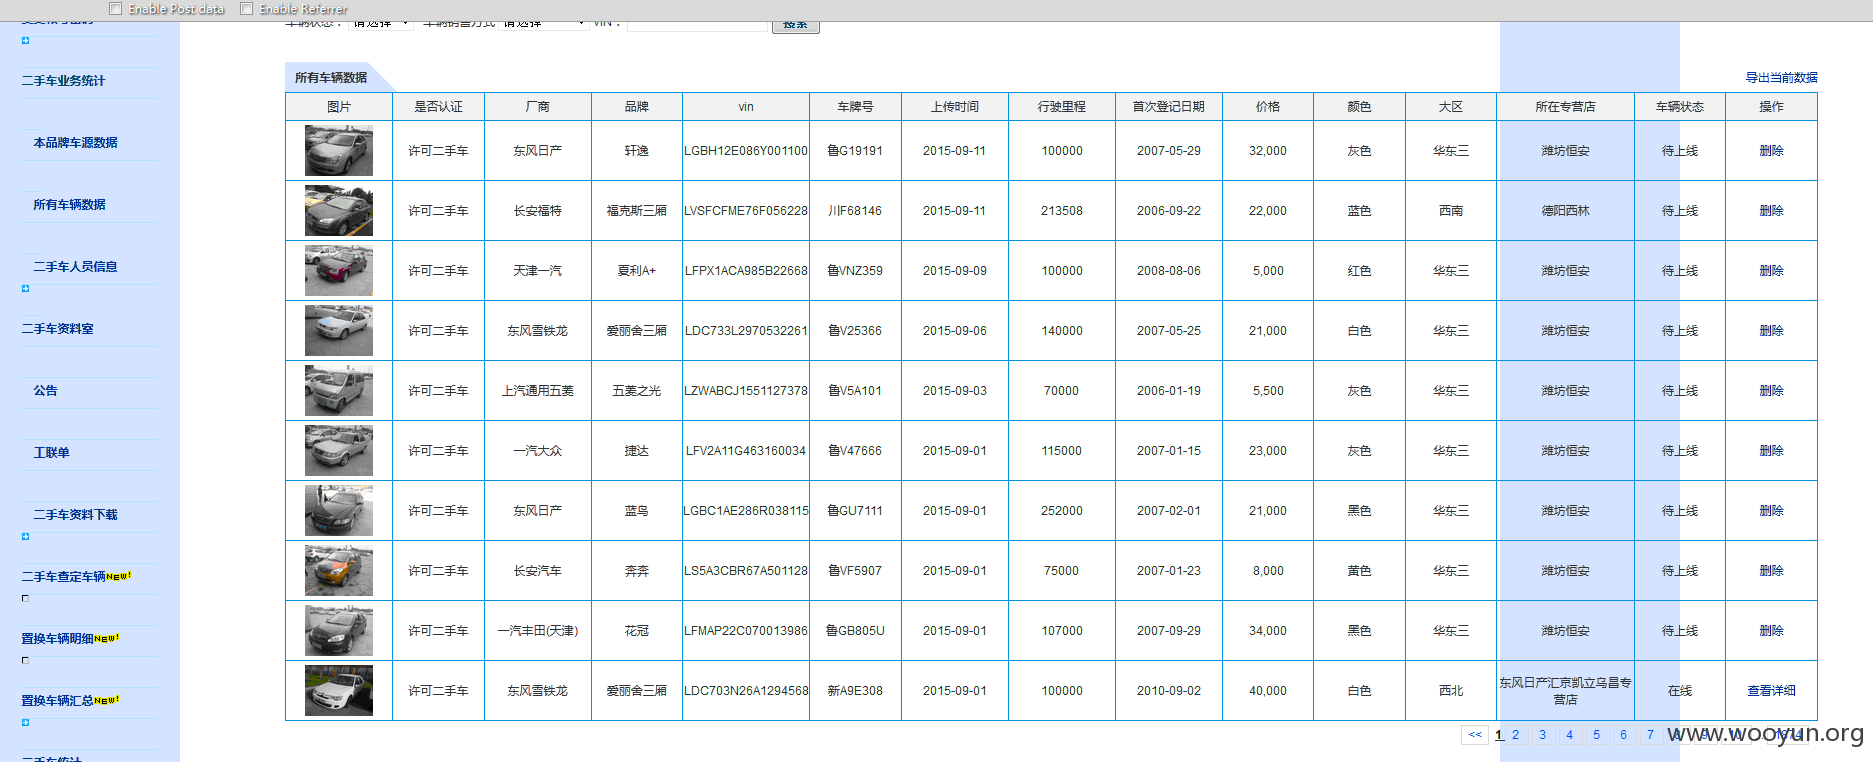 Enable Post data Enable Referrer
车辆状态： 请选择 车辆销售方式 请选择 VIN： 搜索
二手车业务统计
本品牌车源数据
所有车辆数据
二手车人员信息
二手车资料室
公告
工联单
二手车资料下载
二手车查定车辆NEW!
置换车辆明细NEW!
置换车辆汇总NEW!
二手车统计
所有车辆数据 导出当前数据
图片 是否认证 厂商 品牌 vin 车牌号 上传时间 行驶里程 首次登记日期 价格 颜色 大区 所在专营店 车辆状态 操作
许可二手车 东风日产 轩逸 LGBH12E086Y001100 鲁G19191 2015-09-11 100000 2007-05-29 32,000 灰色 华东三 潍坊恒安 待上线 删除
许可二手车 长安福特 福克斯三厢 LVSFCFME76F056228 川F68146 2015-09-11 213508 2006-09-22 22,000 蓝色 西南 德阳西林 待上线 删除
许可二手车 天津一汽 夏利A+ LFPX1ACA985B22668 鲁VNZ359 2015-09-09 100000 2008-08-06 5,000 红色 华东三 潍坊恒安 待上线 删除
许可二手车 东风雪铁龙 爱丽舍三厢 LDC733L2970532261 鲁V25366 2015-09-06 140000 2007-05-25 21,000 白色 华东三 潍坊恒安 待上线 删除
许可二手车 上汽通用五菱 五菱之光 LZWABCJ1551127378 鲁V5A101 2015-09-03 70000 2006-01-19 5,500 灰色 华东三 潍坊恒安 待上线 删除
许可二手车 一汽大众 捷达 LFV2A11G463160034 鲁V47666 2015-09-01 115000 2007-01-15 23,000 灰色 华东三 潍坊恒安 待上线 删除
许可二手车 东风日产 蓝鸟 LGBC1AE286R038115 鲁GU7111 2015-09-01 252000 2007-02-01 21,000 黑色 华东三 潍坊恒安 待上线 删除
许可二手车 长安汽车 奔奔 LS5A3CBR67A501128 鲁VF5907 2015-09-01 75000 2007-01-23 8,000 黄色 华东三 潍坊恒安 待上线 删除
许可二手车 一汽丰田(天津) 花冠 LFMAP22C070013986 鲁GB805U 2015-09-01 107000 2007-09-29 34,000 黑色 华东三 潍坊恒安 待上线 删除
许可二手车 东风雪铁龙 爱丽舍三厢 LDC703N26A1294568 新A9E308 2015-09-01 100000 2010-09-02 40,000 白色 西北 东风日产汇京凯立乌昌专营店 在线 查看详细
<< 1 2 3 4 5 6 7 8 9
www.wooyun.org